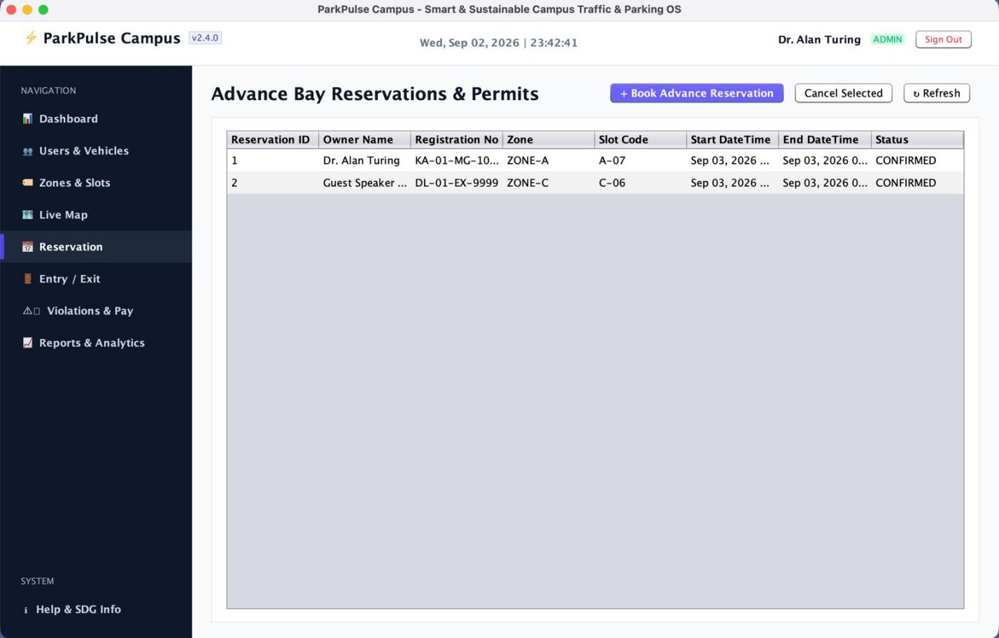 ParkPulse Campus - Smart & Sustainable Campus Traffic & Parking OS
⚡ ParkPulse Campus v2.4.0
Wed, Sep 02, 2026 | 23:42:41
Dr. Alan Turing ADMIN Sign Out
NAVIGATION
Dashboard
Users & Vehicles
Zones & Slots
Live Map
Reservation
Entry / Exit
Violations & Pay
Reports & Analytics
SYSTEM
i Help & SDG Info
Advance Bay Reservations & Permits
+ Book Advance Reservation Cancel Selected ↻ Refresh
Reservation ID Owner Name Registration No Zone Slot Code Start DateTime End DateTime Status
1 Dr. Alan Turing KA-01-MG-10... ZONE-A A-07 Sep 03, 2026 ... Sep 03, 2026 0... CONFIRMED
2 Guest Speaker ... DL-01-EX-9999 ZONE-C C-06 Sep 03, 2026 ... Sep 03, 2026 0... CONFIRMED